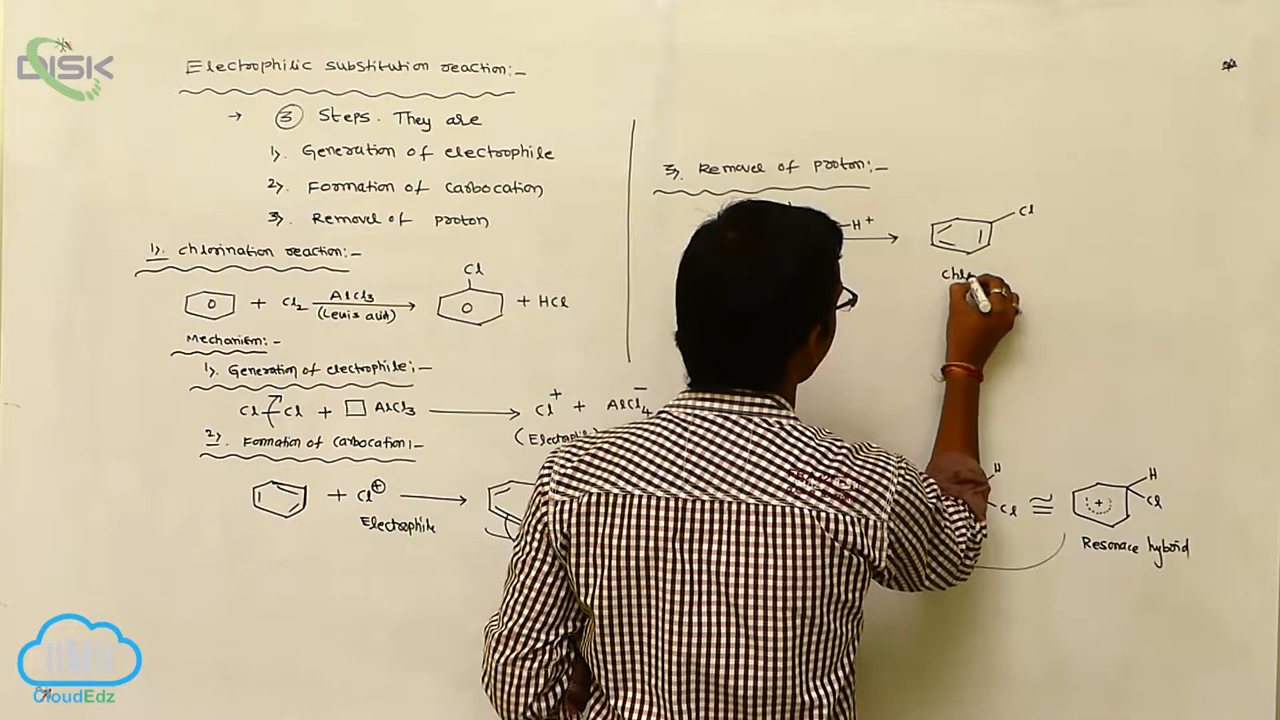 DISK
Electrophilic substitution reaction:-
→ 3 Steps. They are
1). Generation of electrophile
2). Formation of carbocation
3). Removel of proton
1). chlorination reaction:-
Cl
+ Cl2 AlCl3 → + HCl
(Lewis acid)
Mechanism:-
1). Generation of electrophile:-
Cl Cl + AlCl3 → Cl+ + AlCl4-
2). Formation of carbocation:-
+ Cl+ →
Electrophile
3). Removel of proton:-
-H+ → Cl
H
Cl ≅
H
Cl
+
Resonace hybrid
CloudEdz